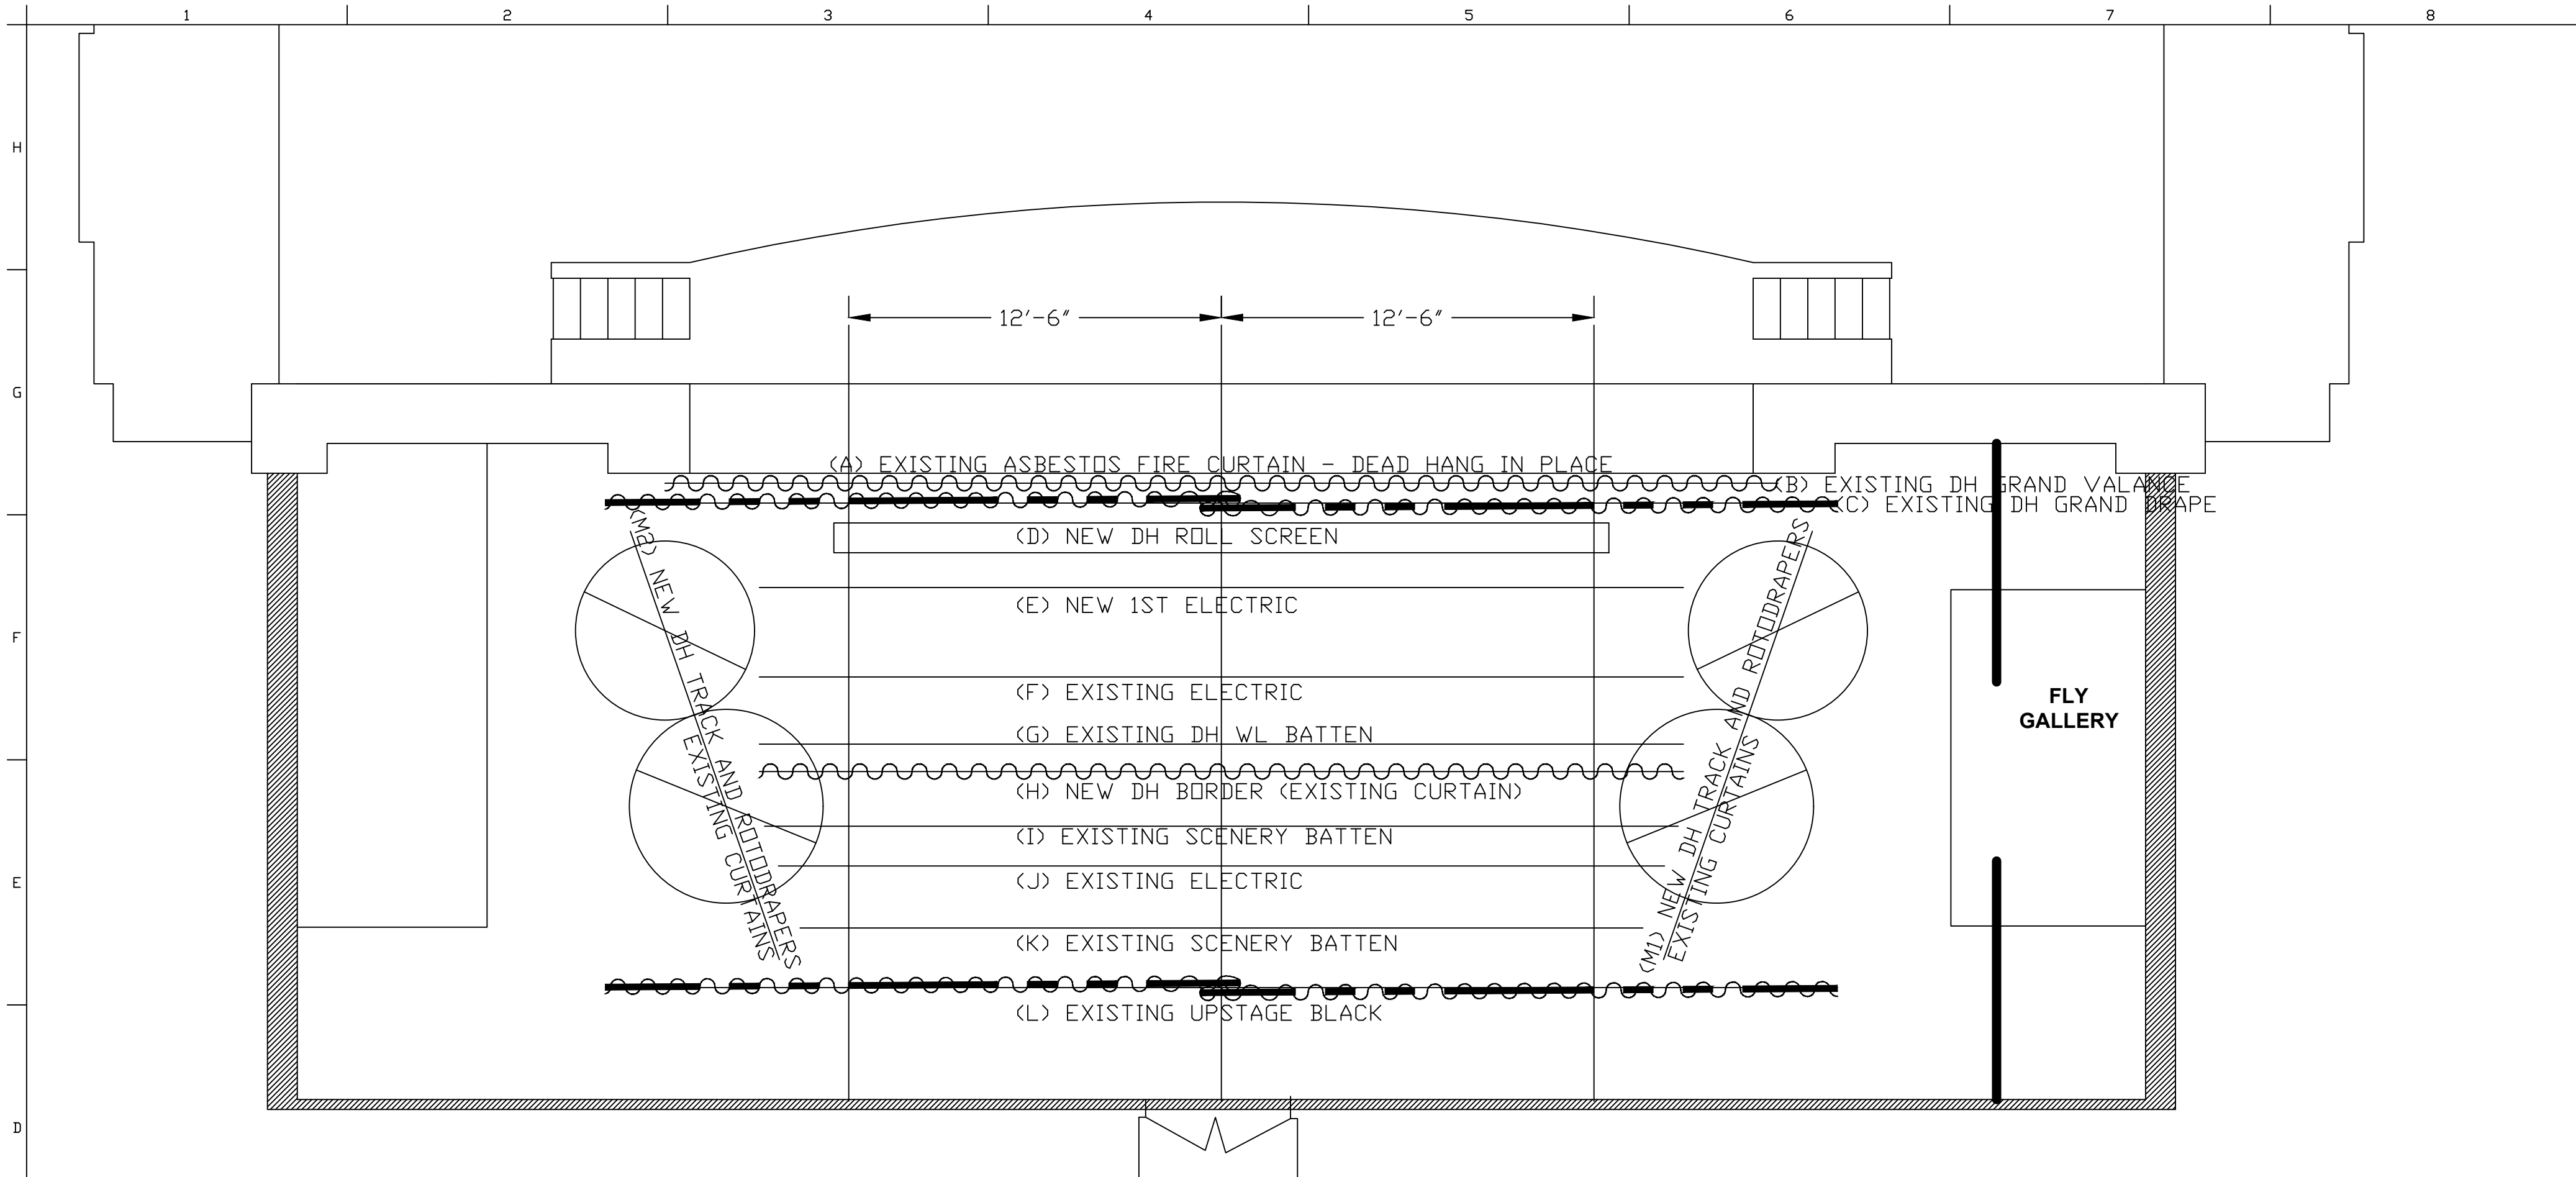 1 2 3 4 5 6 7 8
H
12'-6" 12'-6"
G
(A) EXISTING ASBESTOS FIRE CURTAIN - DEAD HANG IN PLACE
(B) EXISTING DH GRAND VALANCE
(C) EXISTING DH GRAND DRAPE
(D) NEW DH ROLL SCREEN
(E) NEW 1ST ELECTRIC
F
(F) EXISTING ELECTRIC
FLY
GALLERY
(G) EXISTING DH WL BATTEN
(H) NEW DH BORDER (EXISTING CURTAIN)
(I) EXISTING SCENERY BATTEN
(J) EXISTING ELECTRIC
E
(K) EXISTING SCENERY BATTEN
(L) EXISTING UPSTAGE BLACK
(M2) NEW DH TRACK AND ROTODRAPERS
EXISTING CURTAINS
(M1) NEW DH TRACK AND ROTODRAPERS
EXISTING CURTAINS
D